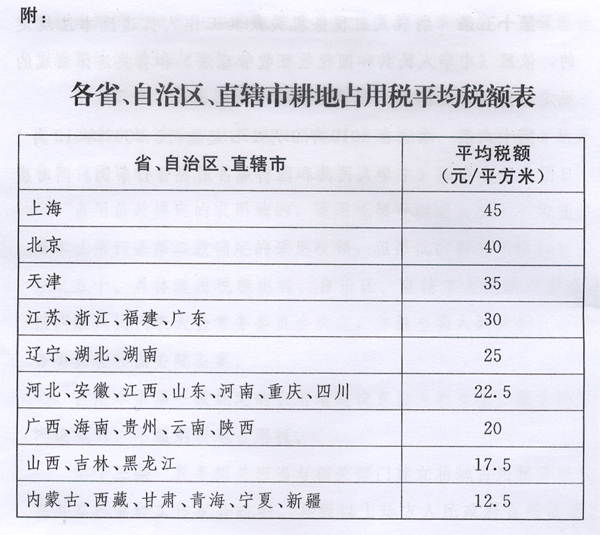 附：
各省、自治区、直辖市耕地占用税平均税额表
省、自治区、直辖市 平均税额
（元/平方米）
上海 45
北京 40
天津 35
江苏、浙江、福建、广东 30
辽宁、湖北、湖南 25
河北、安徽、江西、山东、河南、重庆、四川 22.5
广西、海南、贵州、云南、陕西 20
山西、吉林、黑龙江 17.5
内蒙古、西藏、甘肃、青海、宁夏、新疆 12.5